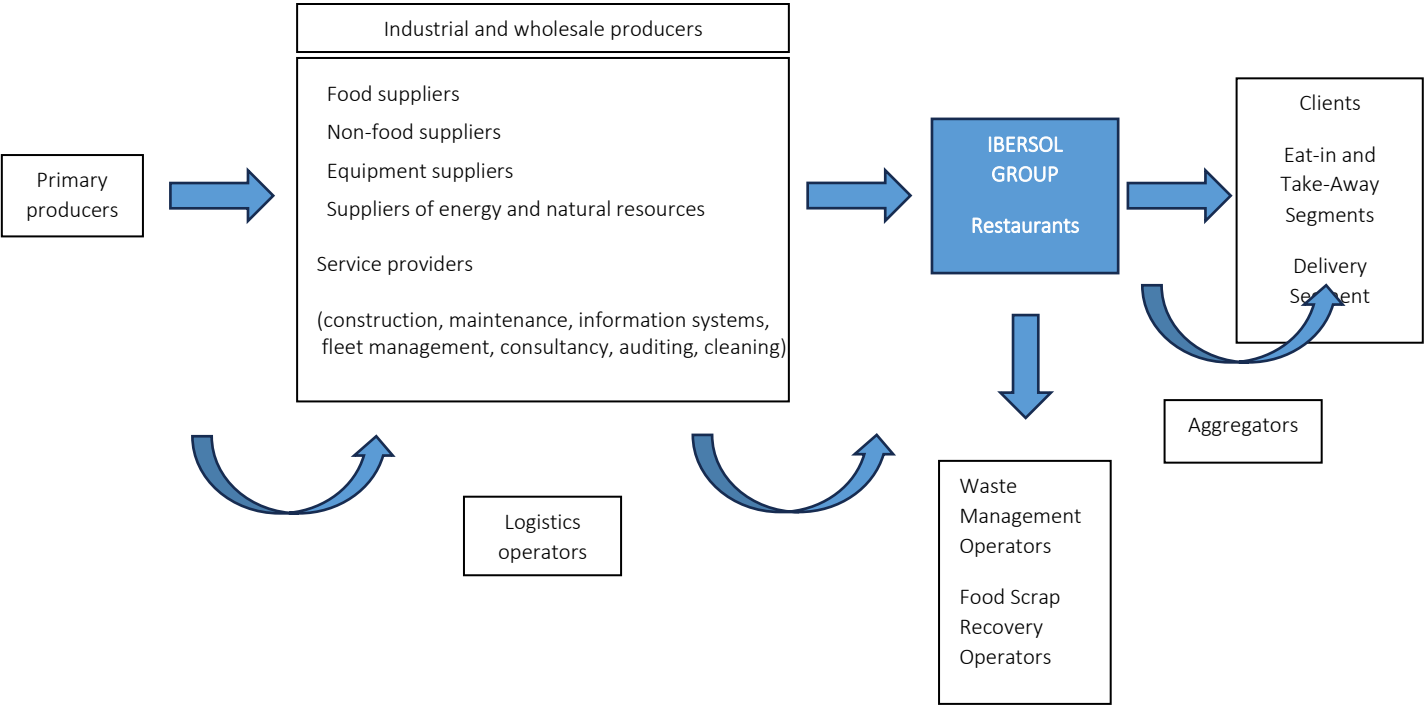 Industrial and wholesale producers
Primary
producers
Food suppliers
Non-food suppliers
Equipment suppliers
Suppliers of energy and natural resources
Service providers
(construction, maintenance, information systems,
fleet management, consultancy, auditing, cleaning)
IBERSOL
GROUP
Restaurants
Clients
Eat-in and
Take-Away
Segments
Delivery
Segment
Aggregators
Logistics
operators
Waste
Management
Operators
Food Scrap
Recovery
Operators